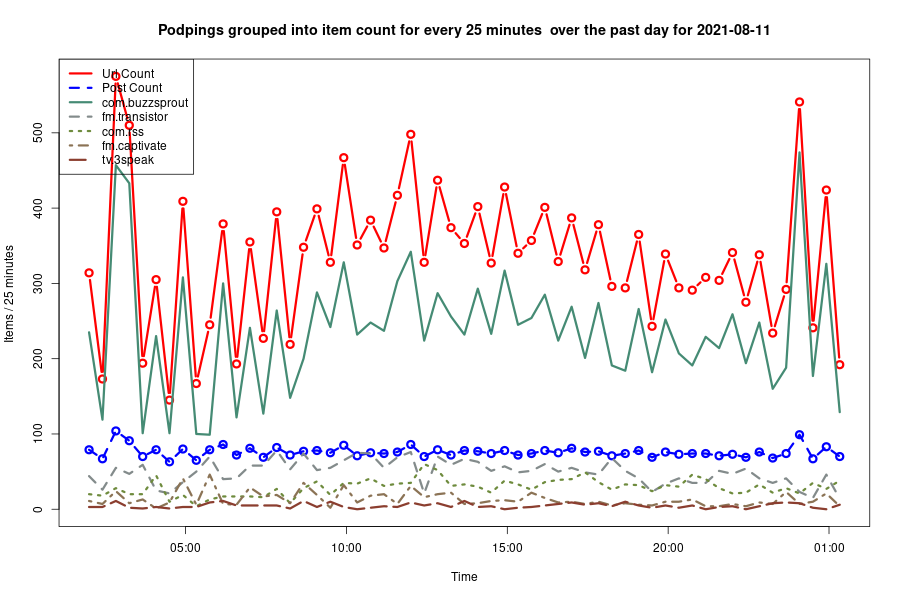 Podpings grouped into item count for every 25 minutes  over the past day for 2021-08-11
Url Count
Post Count
com.buzzsprout
fm.transistor
com.rss
fm.captivate
tv.3speak
Items / 25 minutes
500
400
300
200
100
0
05:00 10:00 15:00 20:00 01:00
Time